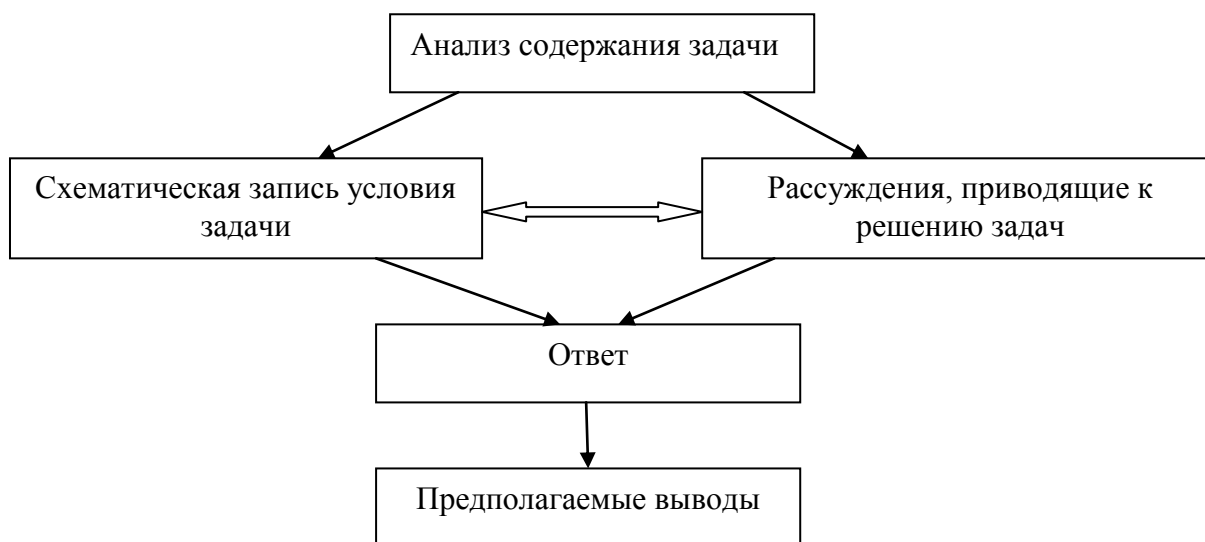 Анализ содержания задачи
Схематическая запись условия
задачи
Рассуждения, приводящие к
решению задач
Ответ
Предполагаемые выводы